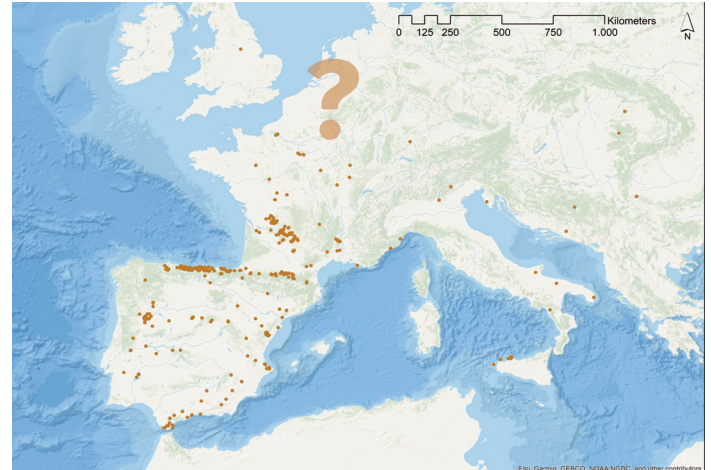 Kilometers
0 125 250 500 750 1.000
N
?
Esri, Garmin, GEBCO, NOAA NGDC, and other contributors